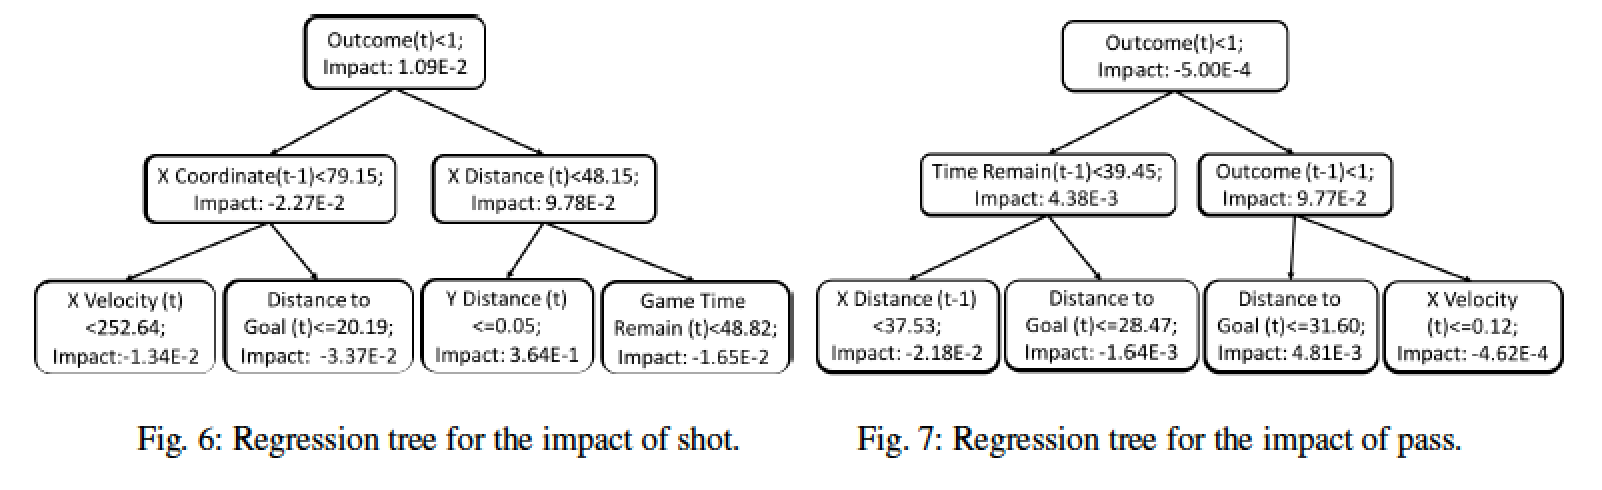 Outcome(t)<1;
Impact: 1.09E-2
X Coordinate(t-1)<79.15;
Impact: -2.27E-2
X Distance (t)<48.15;
Impact: 9.78E-2
X Velocity (t)
<252.64;
Impact:-1.34E-2
Distance to
Goal (t)<=20.19;
Impact: -3.37E-2
Y Distance (t)
<=0.05;
Impact: 3.64E-1
Game Time
Remain (t)<48.82;
Impact: -1.65E-2
Fig. 6: Regression tree for the impact of shot.
Outcome(t)<1;
Impact: -5.00E-4
Time Remain(t-1)<39.45;
Impact: 4.38E-3
Outcome (t-1)<1;
Impact: 9.77E-2
X Distance (t-1)
<37.53;
Impact: -2.18E-2
Distance to
Goal (t)<=28.47;
Impact: -1.64E-3
Distance to
Goal (t)<=31.60;
Impact: 4.81E-3
X Velocity
(t)<=0.12;
Impact: -4.62E-4
Fig. 7: Regression tree for the impact of pass.